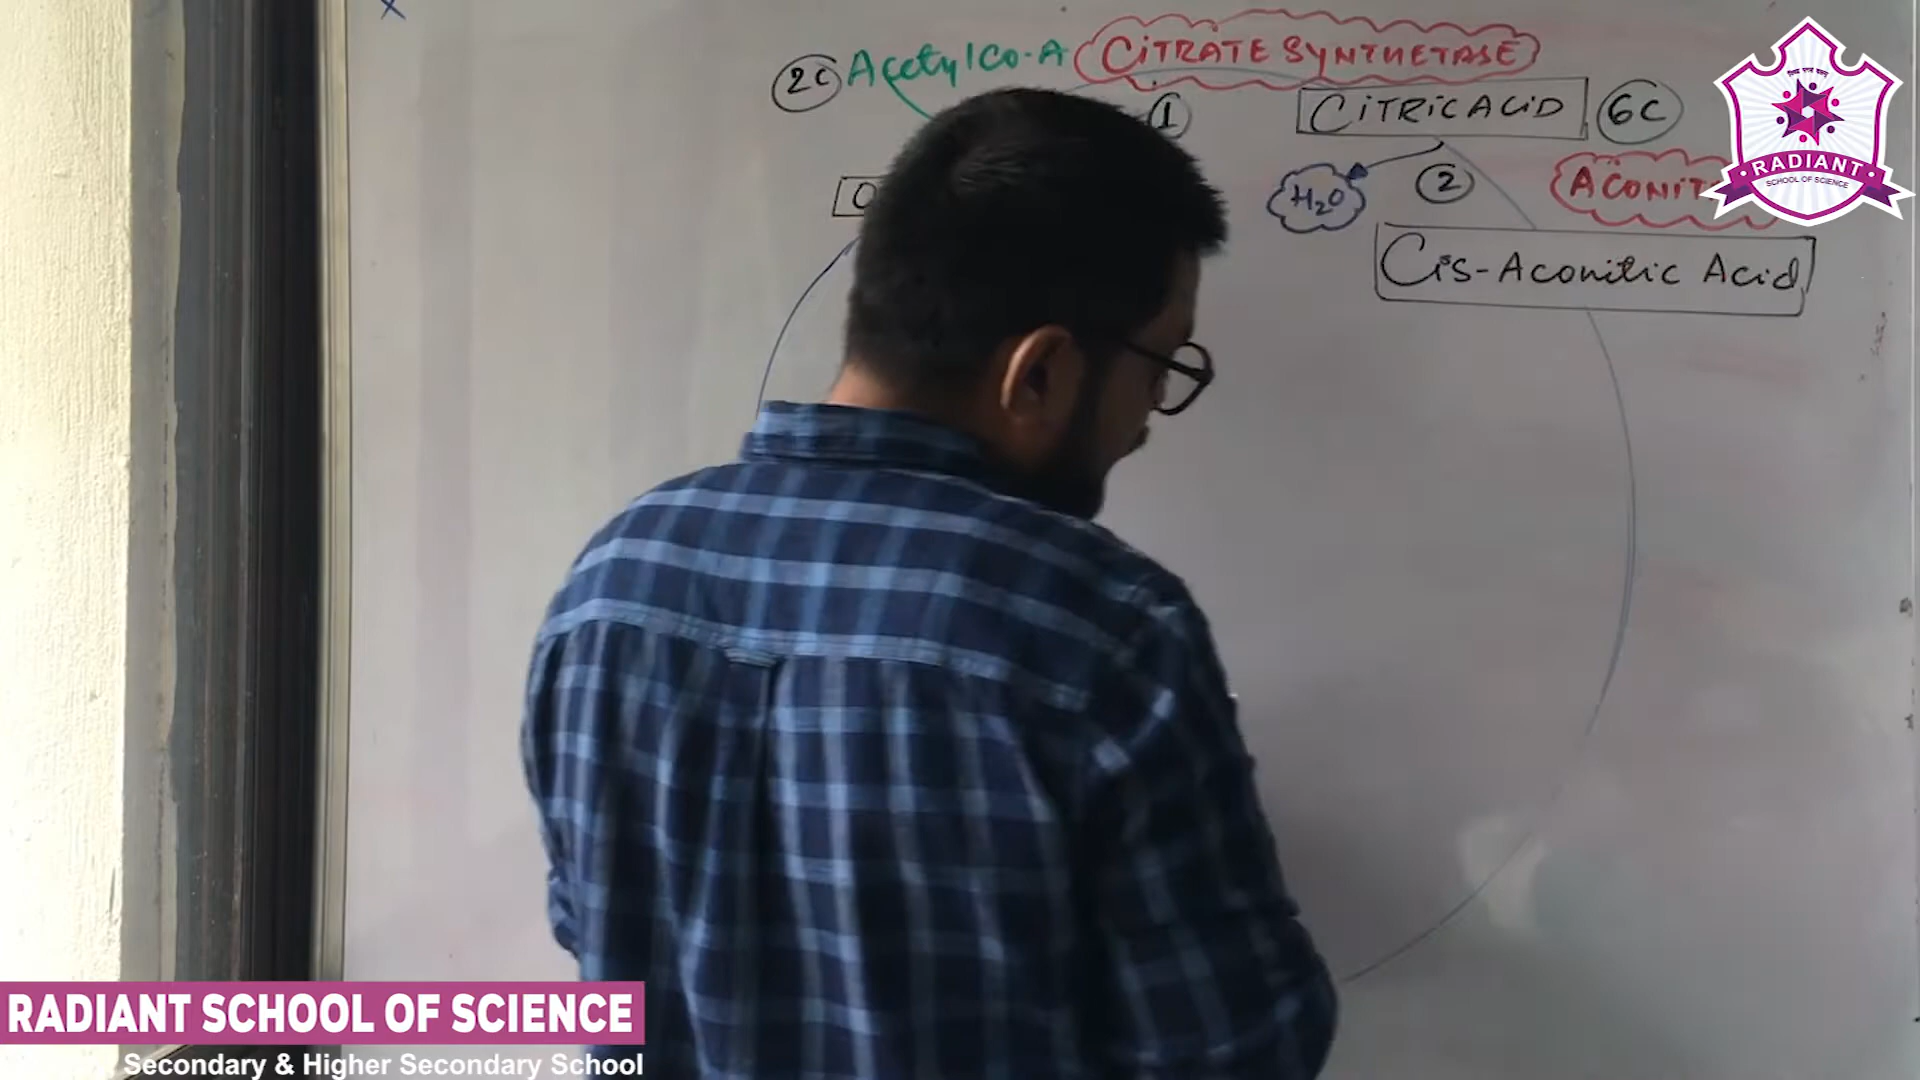 x
2C Acetyl Co-A CITRATE SYNTHETASE
1
CITRIC ACID 6C
H2O
2
Cis-Aconitic Acid
RADIANT
SCHOOL OF SCIENCE
RADIANT SCHOOL OF SCIENCE
Secondary & Higher Secondary School